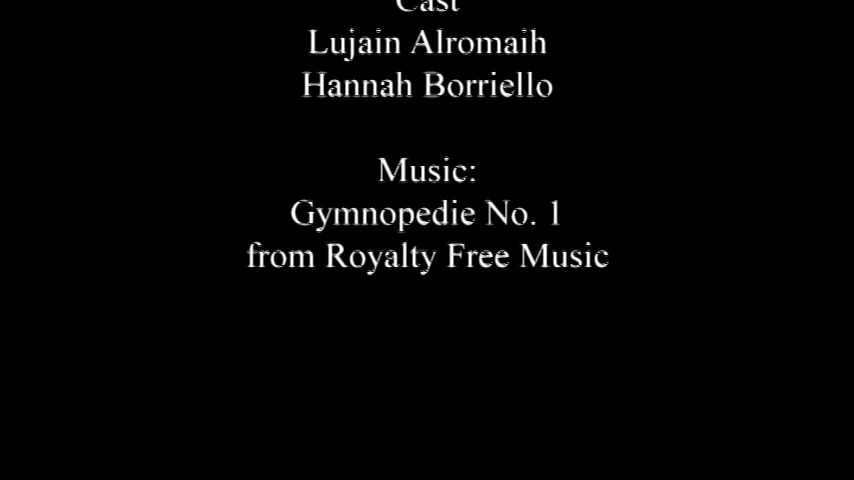 Cast
Lujain Alromaih
Hannah Borriello
Music:
Gymnopedie No. 1
from Royalty Free Music